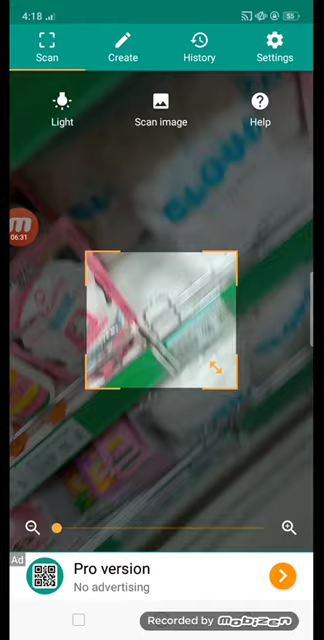 4:18
55
Scan
Create
History
Settings
Light
Scan image
Help
06:31
Ad
Pro version
No advertising
Recorded by mobizen